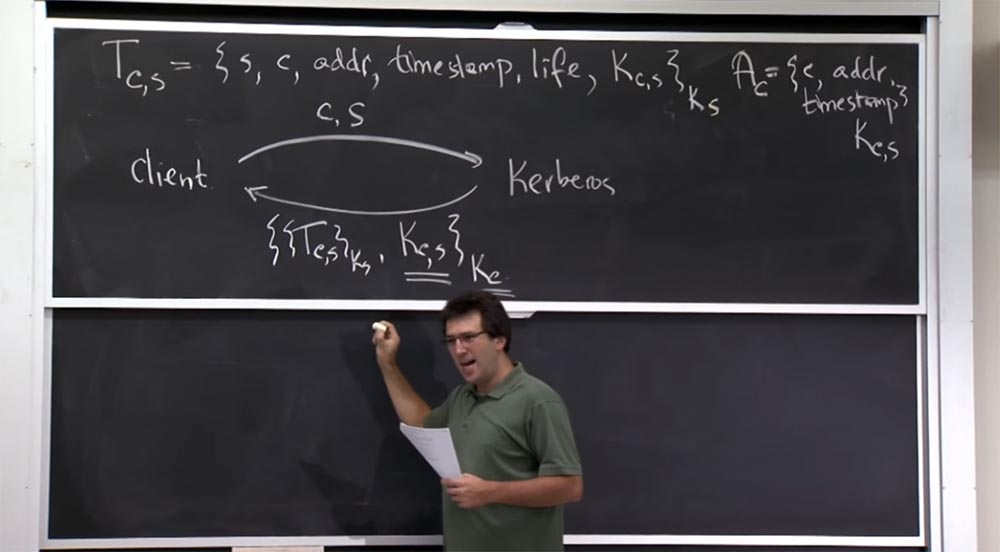 T_{c,s} = {s, c, addr, timestamp, life, K_{c,s}}_{K_s}
A_c = {c, addr,
timestamp}
K_{c,s}
c, s
client
Kerberos
{{T_{c,s}}_{K_s}, K_{c,s}}_{K_c}